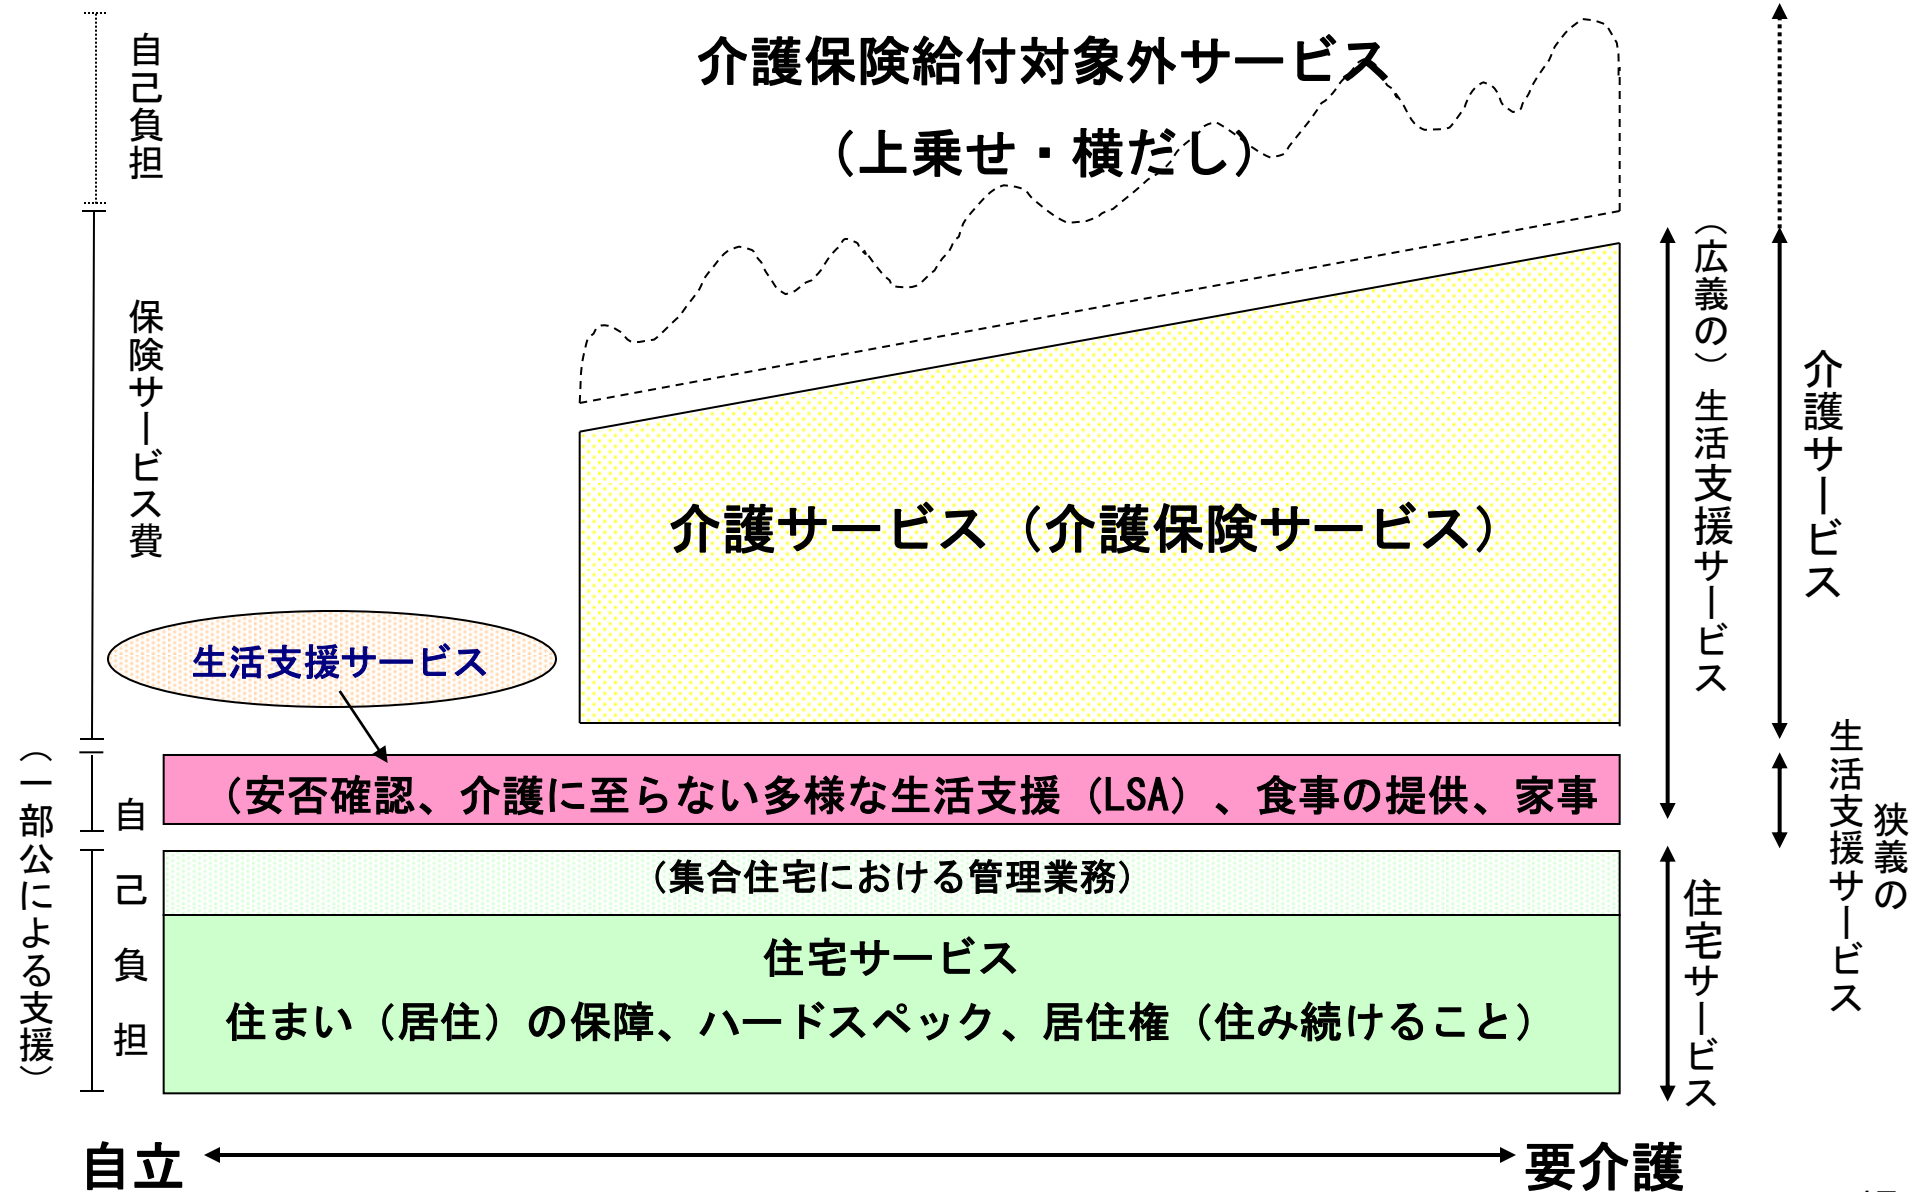 介護保険給付対象外サービス
（上乗せ・横だし）
自己負担
保険サービス費
介護サービス（介護保険サービス）
（広義の）生活支援サービス
介護サービス
生活支援サービス
（安否確認、介護に至らない多様な生活支援（LSA）、食事の提供、家事
狭義の
生活支援サービス
（集合住宅における管理業務）
住宅サービス
住まい（居住）の保障、ハードスペック、居住権（住み続けること）
住宅サービス
自己負担
（一部公による支援）
自立
要介護